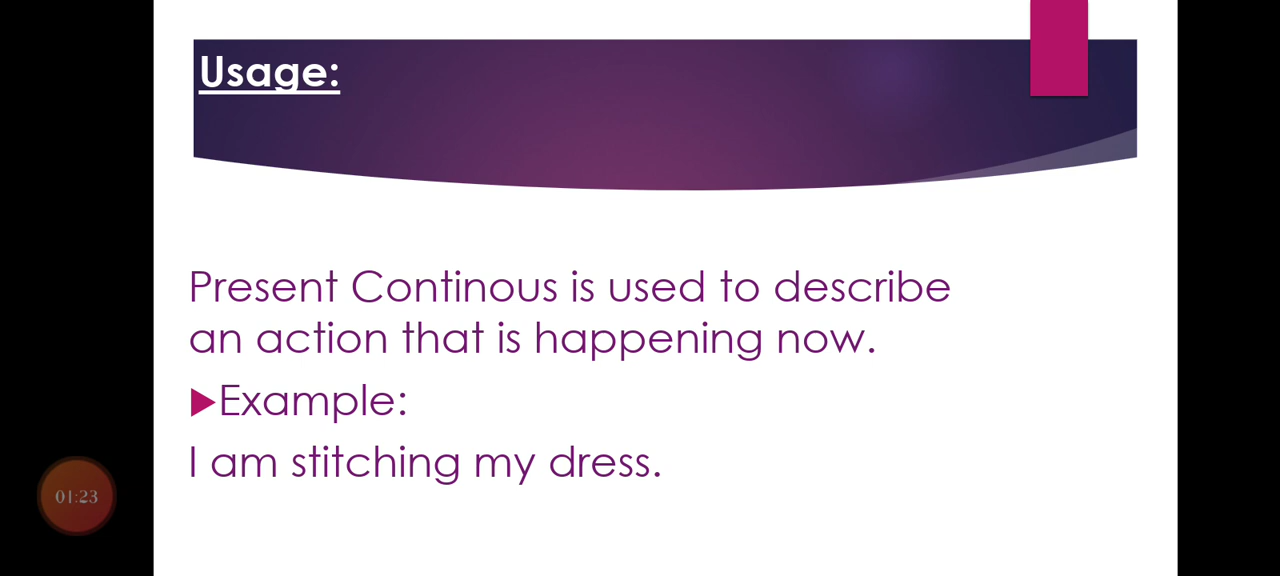 Usage:
Present Continous is used to describe
an action that is happening now.
Example:
I am stitching my dress.
01:23